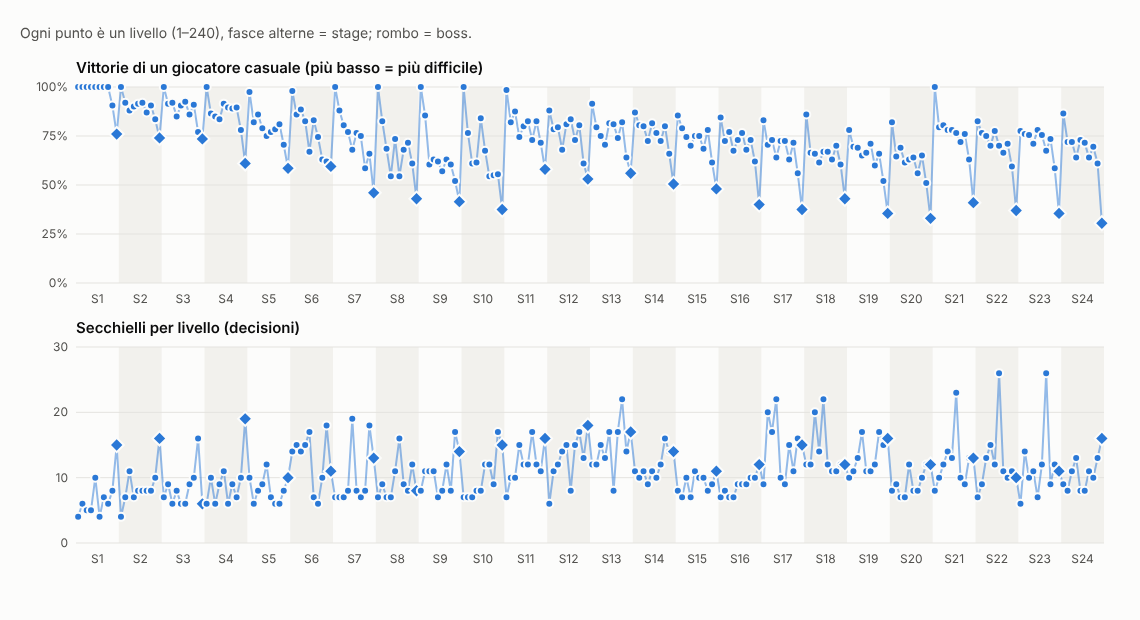 Ogni punto è un livello (1–240), fasce alterne = stage; rombo = boss.
Vittorie di un giocatore casuale (più basso = più difficile)
100%
75%
50%
25%
0%
S1 S2 S3 S4 S5 S6 S7 S8 S9 S10 S11 S12 S13 S14 S15 S16 S17 S18 S19 S20 S21 S22 S23 S24
Secchielli per livello (decisioni)
30
20
10
0
S1 S2 S3 S4 S5 S6 S7 S8 S9 S10 S11 S12 S13 S14 S15 S16 S17 S18 S19 S20 S21 S22 S23 S24